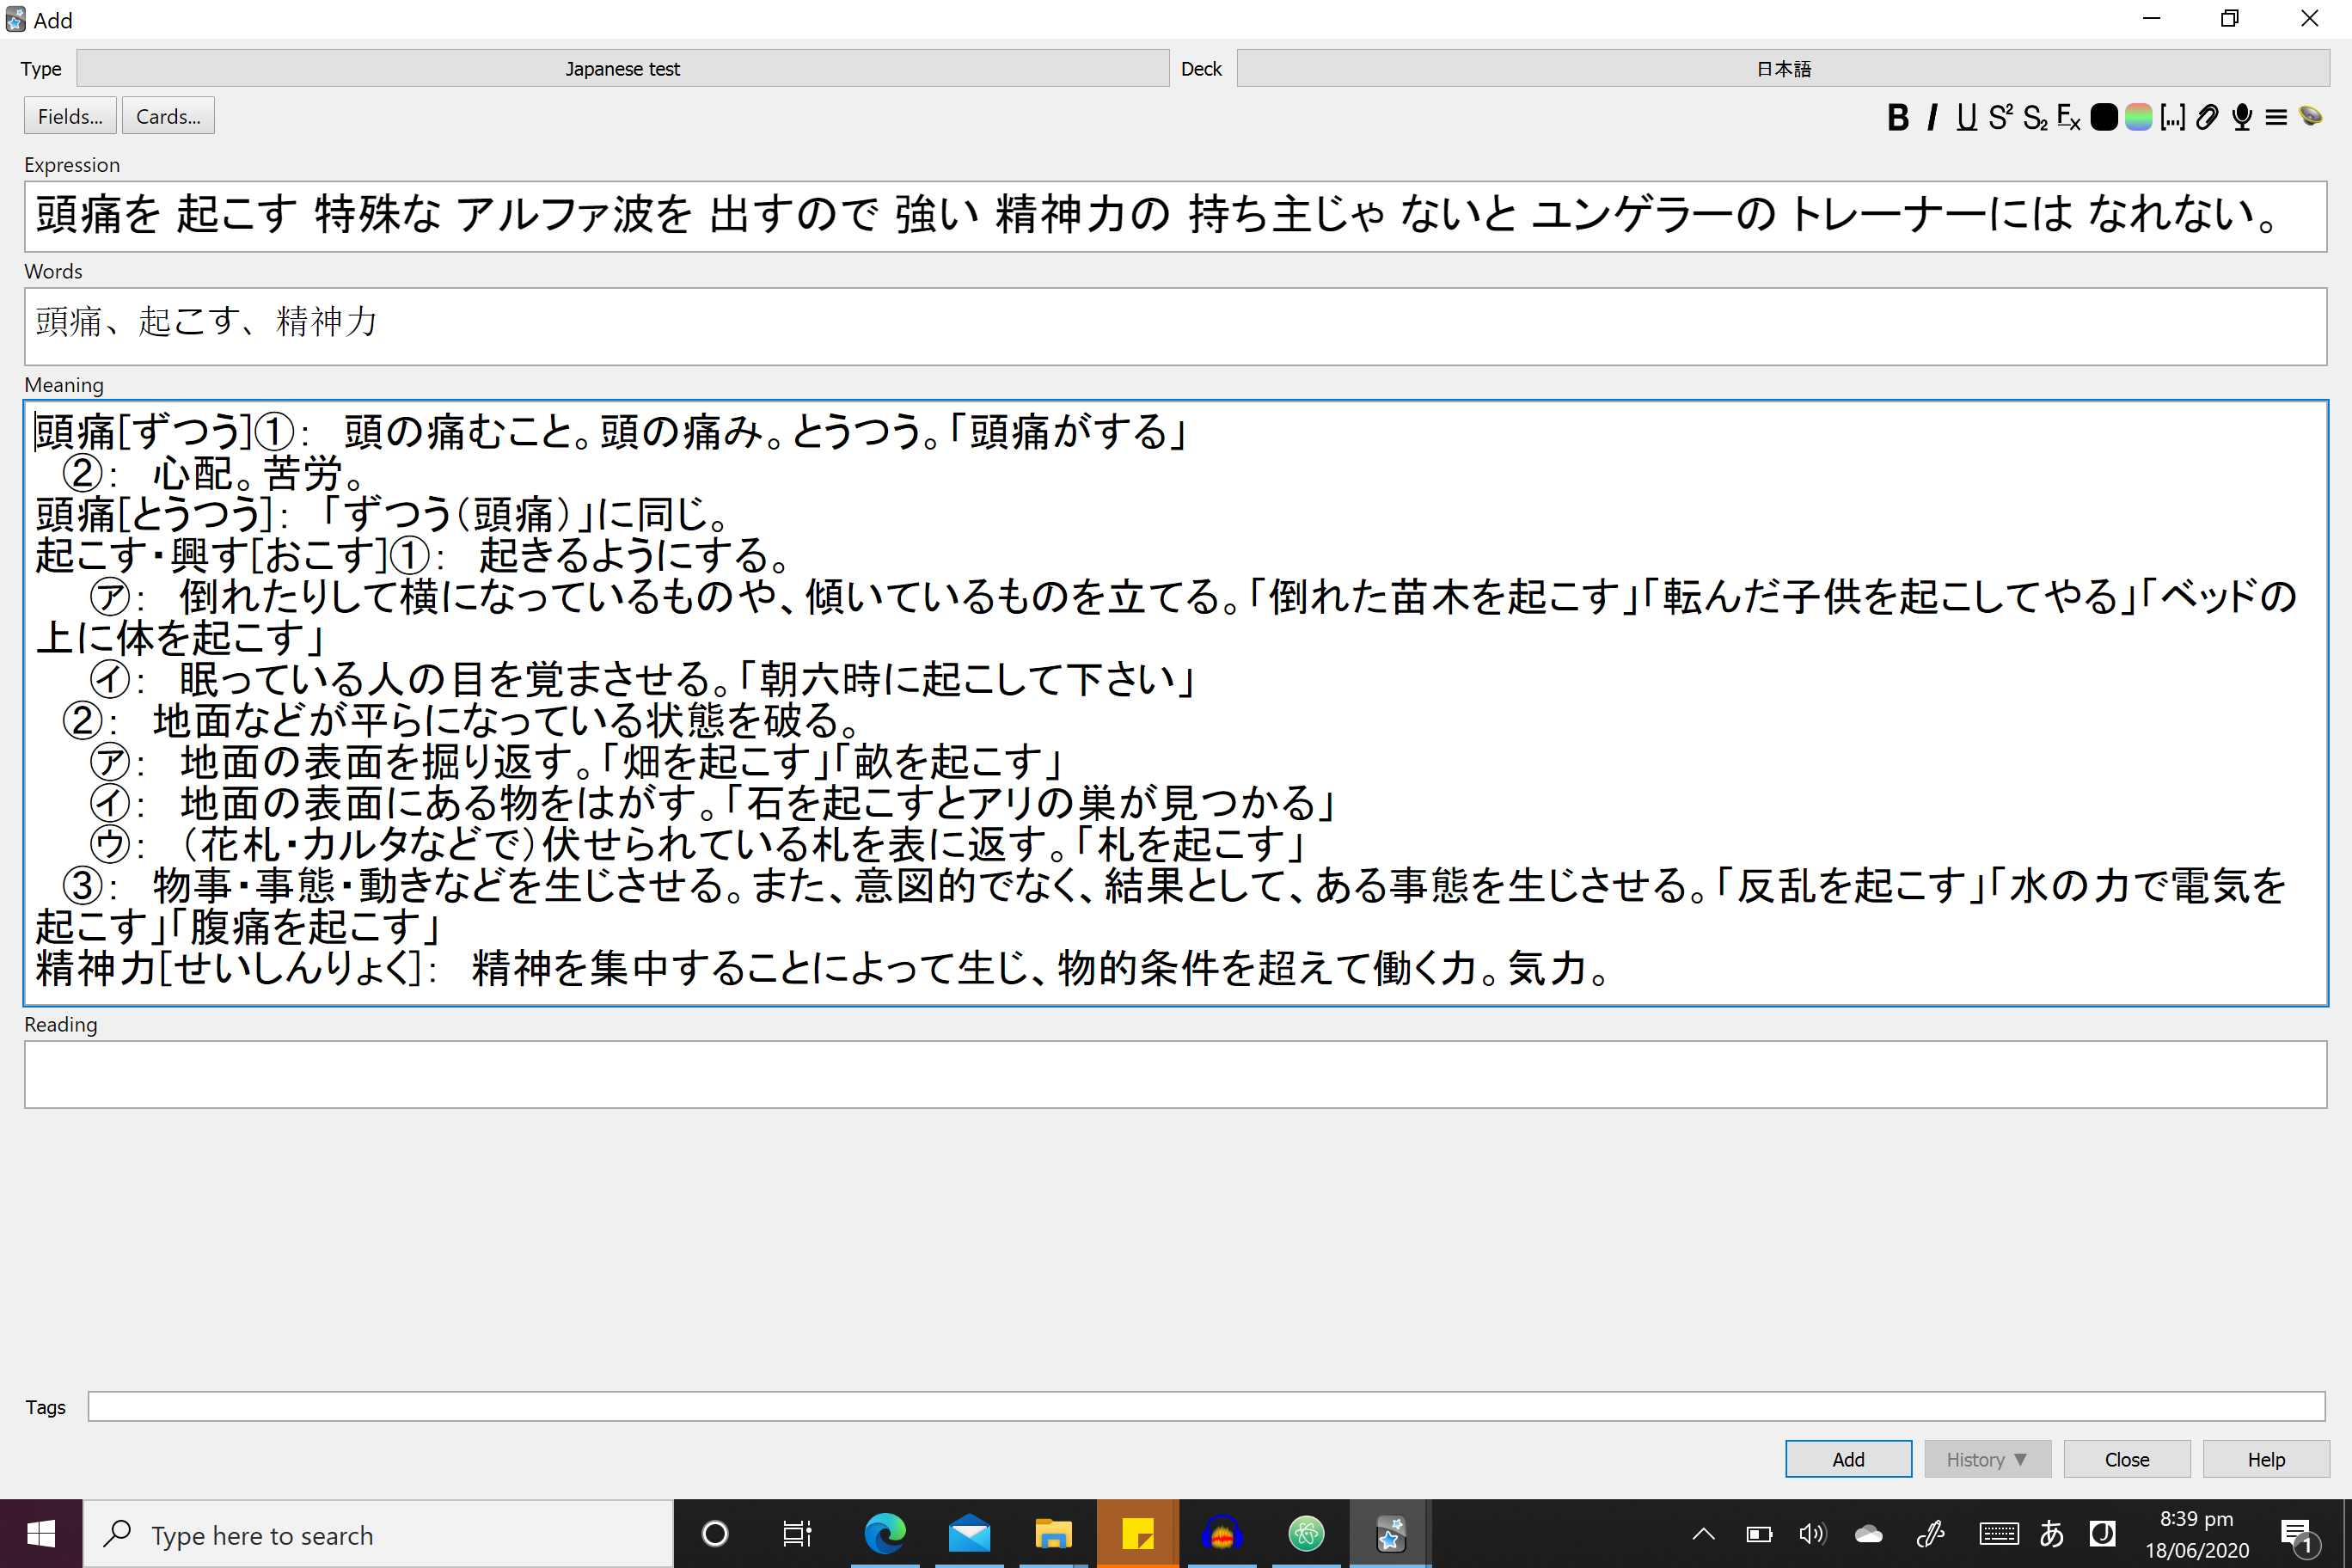 Add
Type Japanese test Deck 日本語
Fields... Cards...
Expression
頭痛を 起こす 特殊な アルファ波を 出すので 強い 精神力の 持ち主じゃ ないと ユンゲラーの トレーナーには なれない。
Words
頭痛、起こす、精神力
Meaning
頭痛[ずつう]①： 頭の痛むこと。頭の痛み。とうつう。「頭痛がする」
②： 心配。苦労。
頭痛[とうつう]： 「ずつう（頭痛）」に同じ。
起こす・興す[おこす]①： 起きるようにする。
㋐： 倒れたりして横になっているものや、傾いているものを立てる。「倒れた苗木を起こす」「転んだ子供を起こしてやる」「ベッドの
上に体を起こす」
㋑： 眠っている人の目を覚まさせる。「朝六時に起こして下さい」
②： 地面などが平らになっている状態を破る。
㋐： 地面の表面を掘り返す。「畑を起こす」「畝を起こす」
㋑： 地面の表面にある物をはがす。「石を起こすとアリの巣が見つかる」
㋒： （花札・カルタなどで）伏せられている札を表に返す。「札を起こす」
③： 物事・事態・動きなどを生じさせる。また、意図的でなく、結果として、ある事態を生じさせる。「反乱を起こす」「水の力で電気を
起こす」「腹痛を起こす」
精神力[せいしんりょく]： 精神を集中することによって生じ、物的条件を超えて働く力。気力。
Reading
Tags
Add History ▼ Close Help
Type here to search
あ
8:39 pm
18/06/2020
1